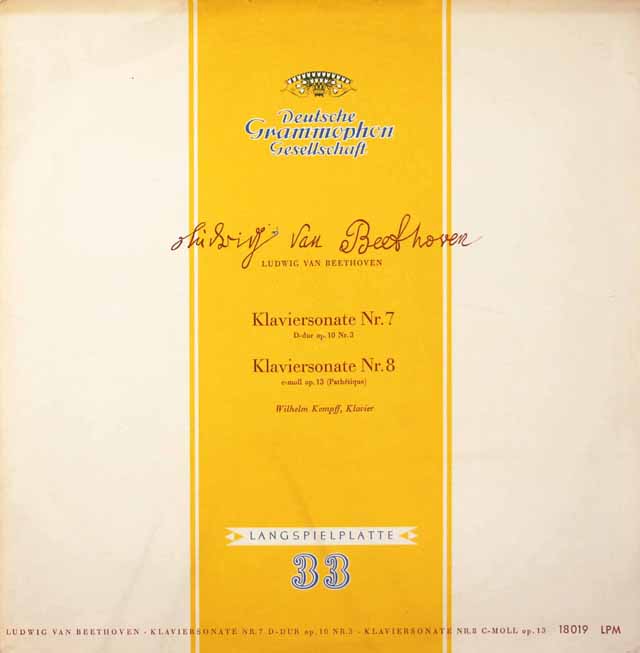 Deutsche
Grammophon
Gesellschaft
Ludwig van Beethoven
LUDWIG VAN BEETHOVEN
Klaviersonate Nr. 7
D-dur op. 10 Nr. 3
Klaviersonate Nr. 8
c-moll op. 13 (Pathétique)
Wilhelm Kempff, Klavier
LANGSPIELPLATTE
33
LUDWIG VAN BEETHOVEN - KLAVIERSONATE NR. 7 D-DUR op. 10 NR. 3 - KLAVIERSONATE NR. 8 C-MOLL op. 13 18019 LPM